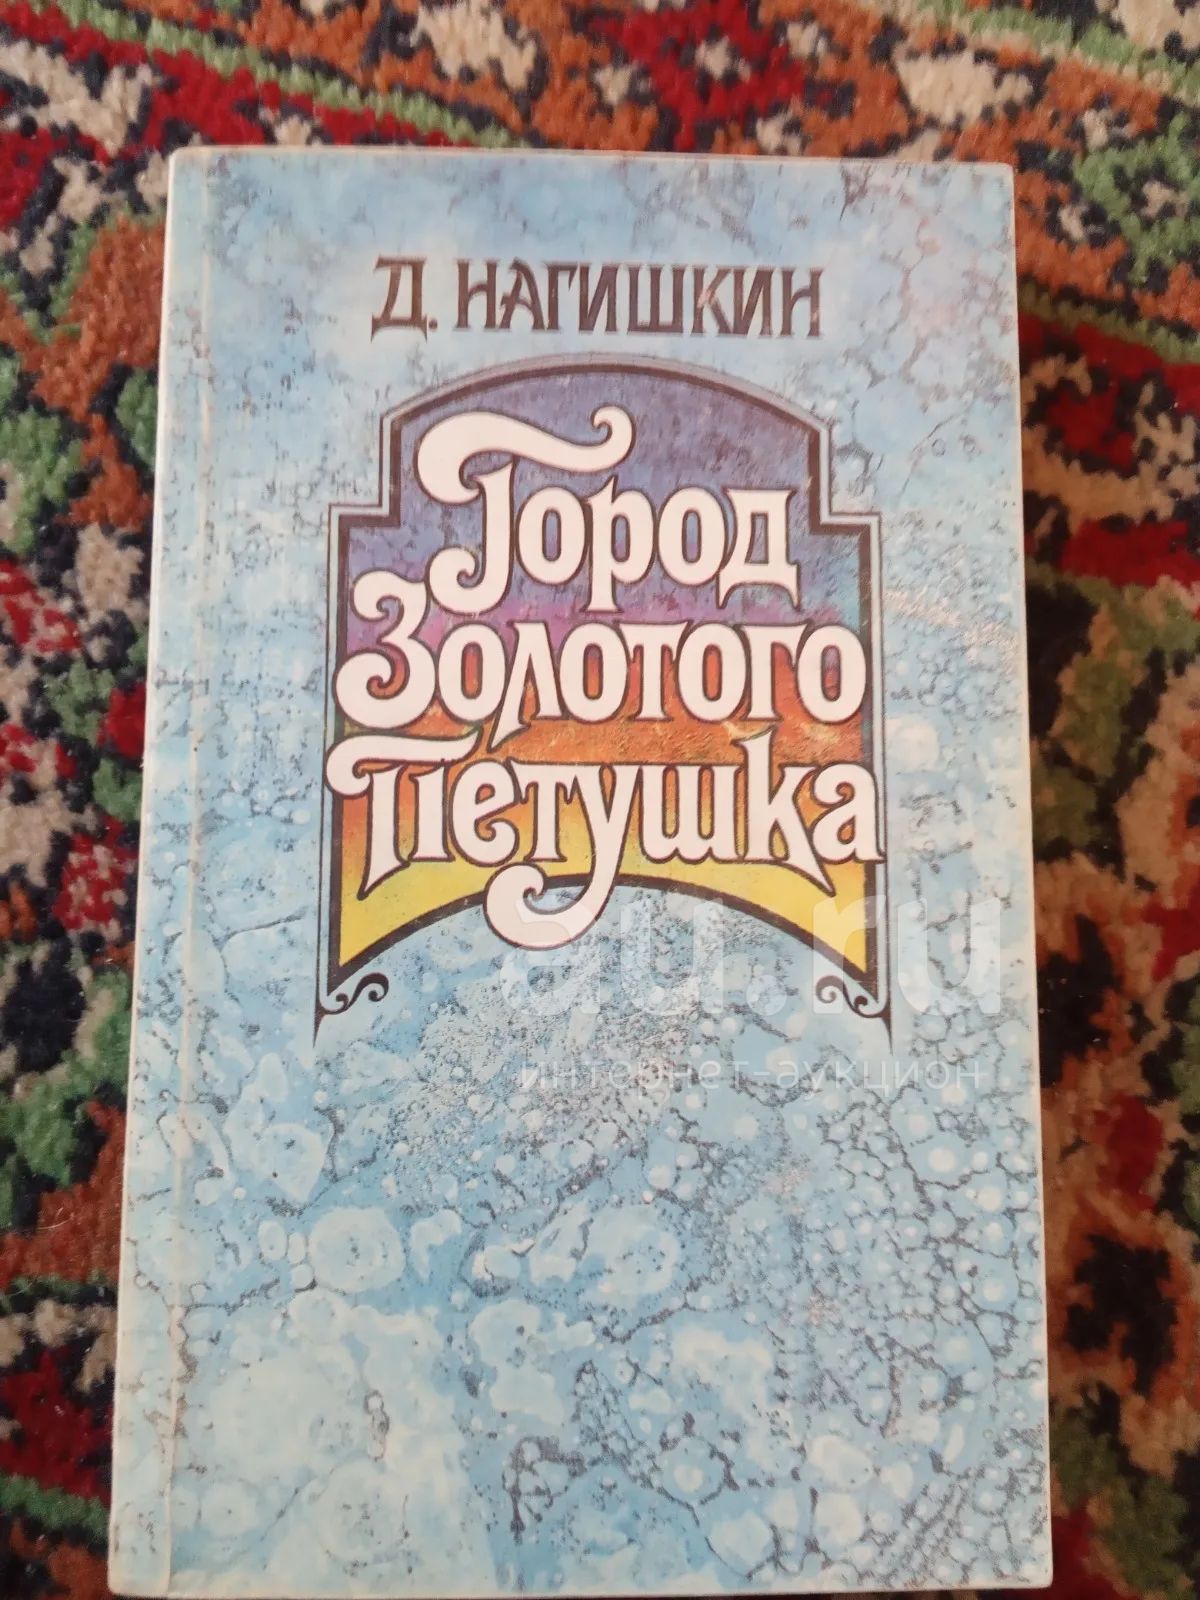 Д. НАГИШКИН
Город
Золотого
Петушка
au.ru
интернет-аукцион